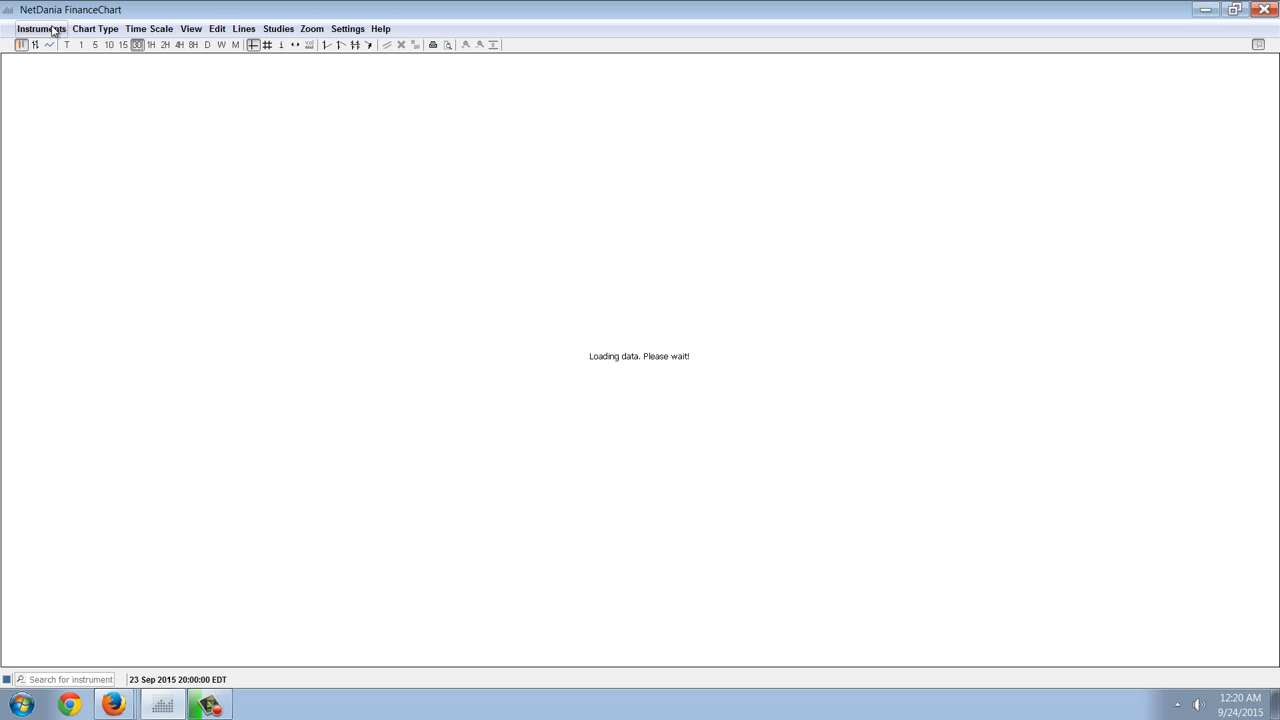 NetDania FinanceChart
Instruments Chart Type Time Scale View Edit Lines Studies Zoom Settings Help
T 1 5 10 15 30 1H 2H 4H 8H D W M
Loading data. Please wait!
Search for instrument 23 Sep 2015 20:00:00 EDT
12:20 AM
9/24/2015